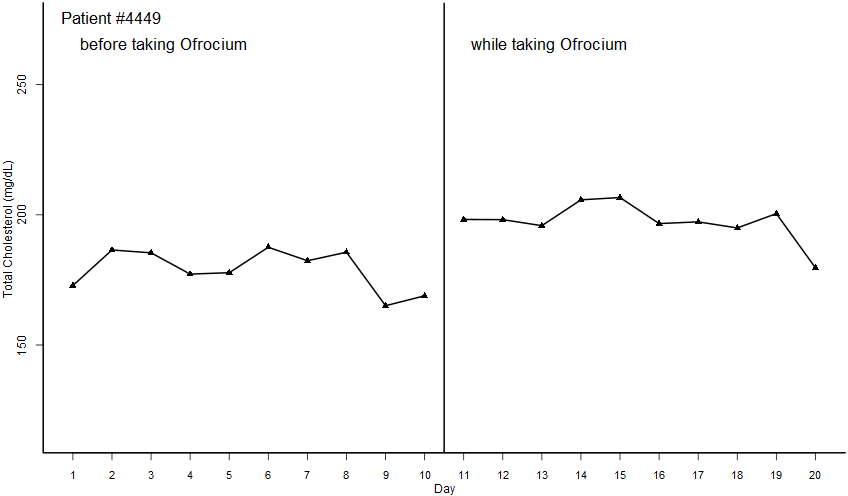 Patient #4449
before taking Ofrocium
while taking Ofrocium
250
200
150
Total Cholesterol (mg/dL)
1 2 3 4 5 6 7 8 9 10 11 12 13 14 15 16 17 18 19 20
Day